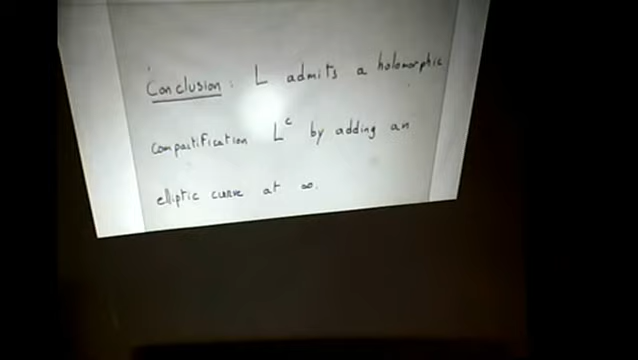 Conclusion : L admits a holomorphic
compactification L^c by adding an
elliptic curve at ∞.